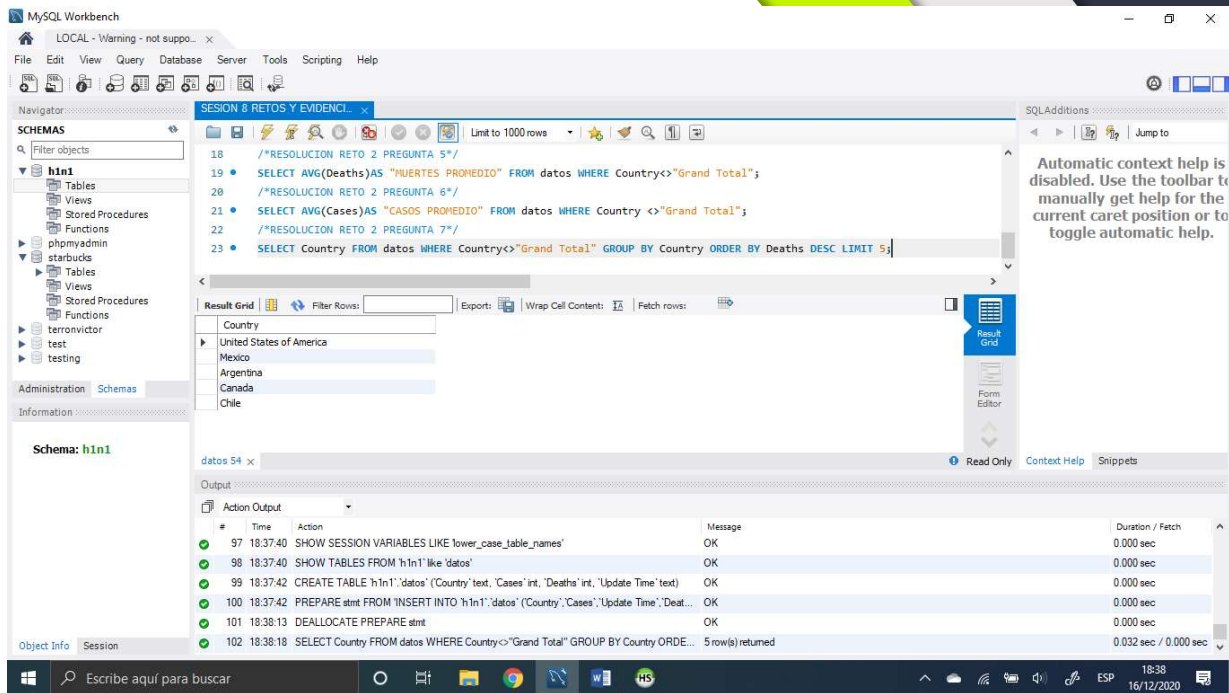 MySQL Workbench
LOCAL - Warning - not suppo...
File Edit View Query Database Server Tools Scripting Help
Navigator
SCHEMAS
Filter objects
h1n1
Tables
Views
Stored Procedures
Functions
phpmyadmin
starbucks
Tables
Views
Stored Procedures
Functions
terronvictor
test
testing
Administration Schemas
Information
Schema: h1n1
Object Info Session
SESION 8 RETOS Y EVIDENCI...
Limit to 1000 rows
18 /*RESOLUCION RETO 2 PREGUNTA 5*/
19 SELECT AVG(Deaths)AS "MUERTES PROMEDIO" FROM datos WHERE Country<>"Grand Total";
20 /*RESOLUCION RETO 2 PREGUNTA 6*/
21 SELECT AVG(Cases)AS "CASOS PROMEDIO" FROM datos WHERE Country <>"Grand Total";
22 /*RESOLUCION RETO 2 PREGUNTA 7*/
23 SELECT Country FROM datos WHERE Country<>"Grand Total" GROUP BY Country ORDER BY Deaths DESC LIMIT 5;
Result Grid Filter Rows: Export: Wrap Cell Content: Fetch rows:
Country
United States of America
Mexico
Argentina
Canada
Chile
Result Grid
Form Editor
datos 54
Read Only
SQLAdditions
Jump to
Automatic context help is
disabled. Use the toolbar to
manually get help for the
current caret position or to
toggle automatic help.
Context Help Snippets
Output
Action Output
# Time Action Message Duration / Fetch
97 18:37:40 SHOW SESSION VARIABLES LIKE 'lower_case_table_names' OK 0.000 sec
98 18:37:40 SHOW TABLES FROM `h1n1` like 'datos' OK 0.000 sec
99 18:37:42 CREATE TABLE `h1n1`.`datos` (`Country` text, `Cases` int, `Deaths` int, `Update Time` text) OK 0.000 sec
100 18:37:42 PREPARE stmt FROM 'INSERT INTO `h1n1`.`datos` (`Country`,`Cases`,`Update Time`,`Deat... OK 0.000 sec
101 18:38:13 DEALLOCATE PREPARE stmt OK 0.000 sec
102 18:38:18 SELECT Country FROM datos WHERE Country<>"Grand Total" GROUP BY Country ORDE... 5 row(s) returned 0.032 sec / 0.000 sec
Escribe aquí para buscar
HS
ESP
18:38
16/12/2020